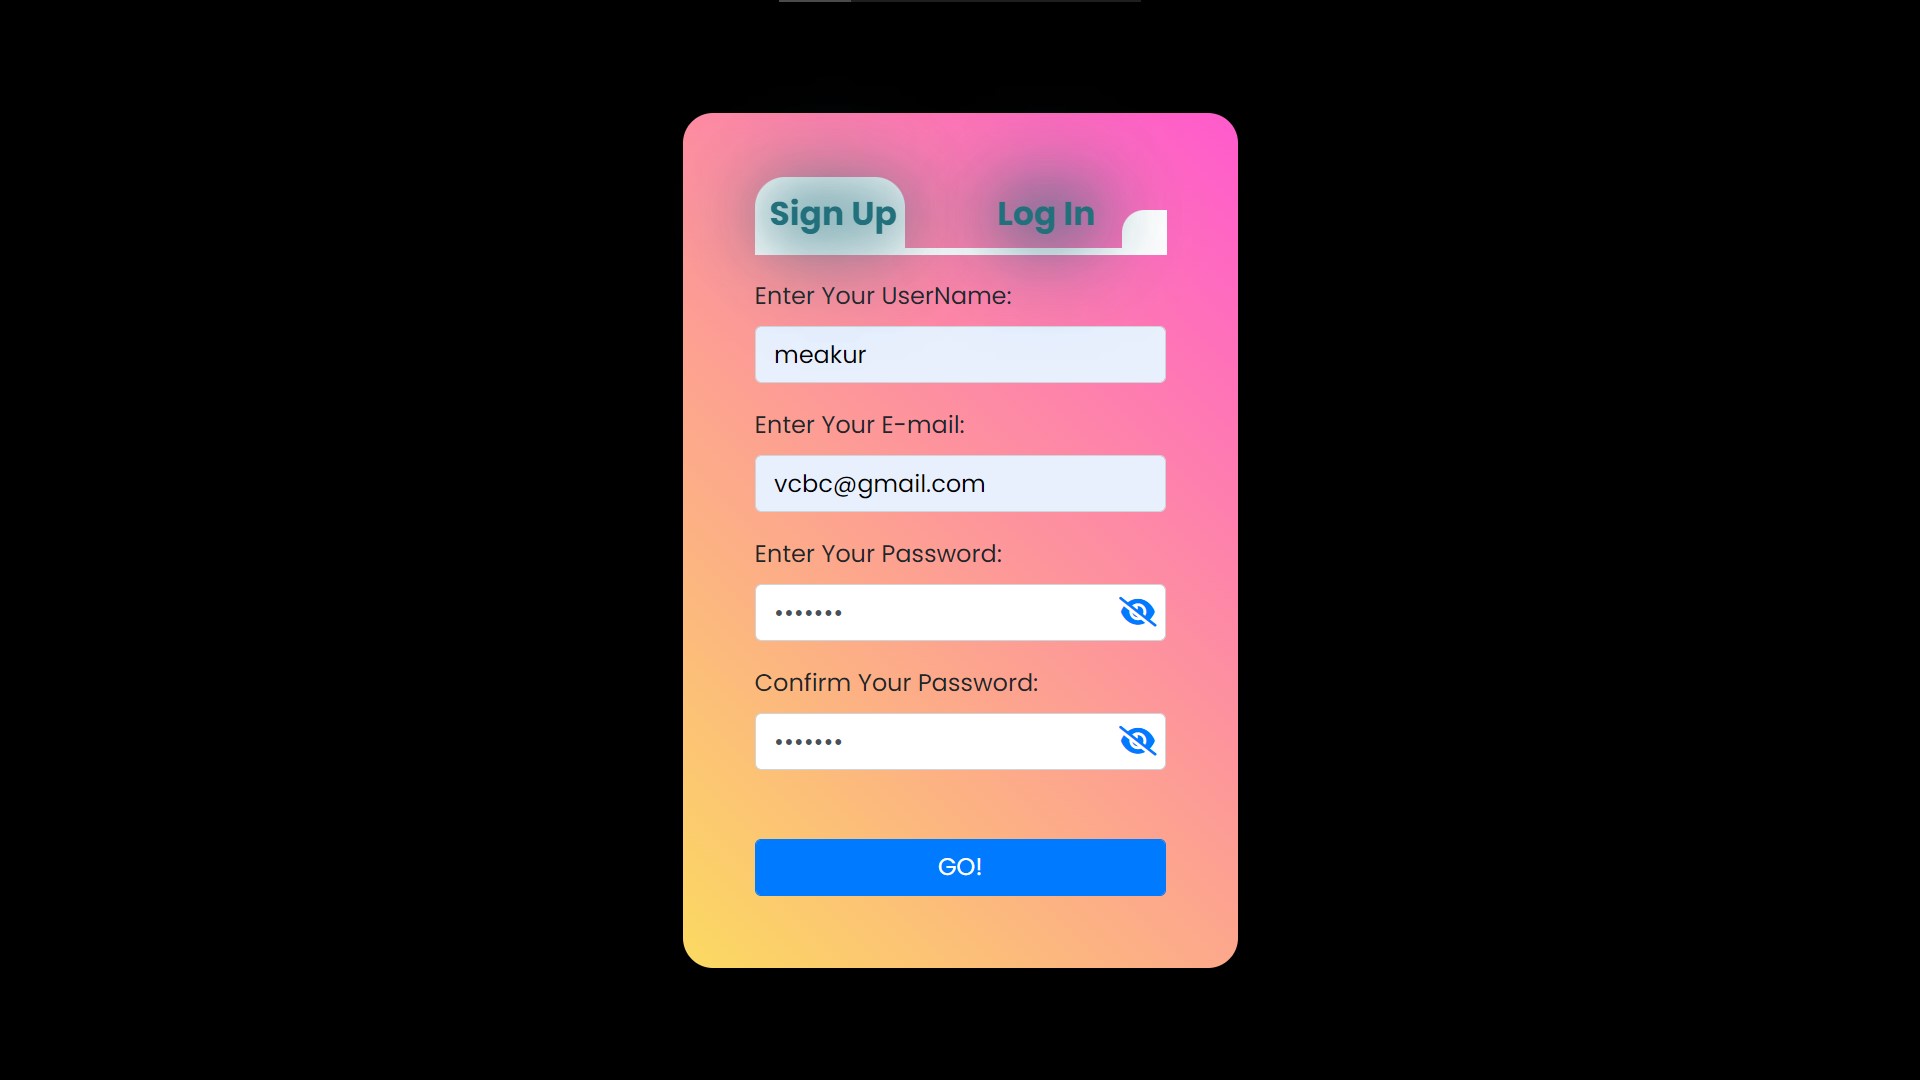 Sign Up Log In
Enter Your UserName:
meakur
Enter Your E-mail:
vcbc@gmail.com
Enter Your Password:
•••••••
Confirm Your Password:
•••••••
GO!